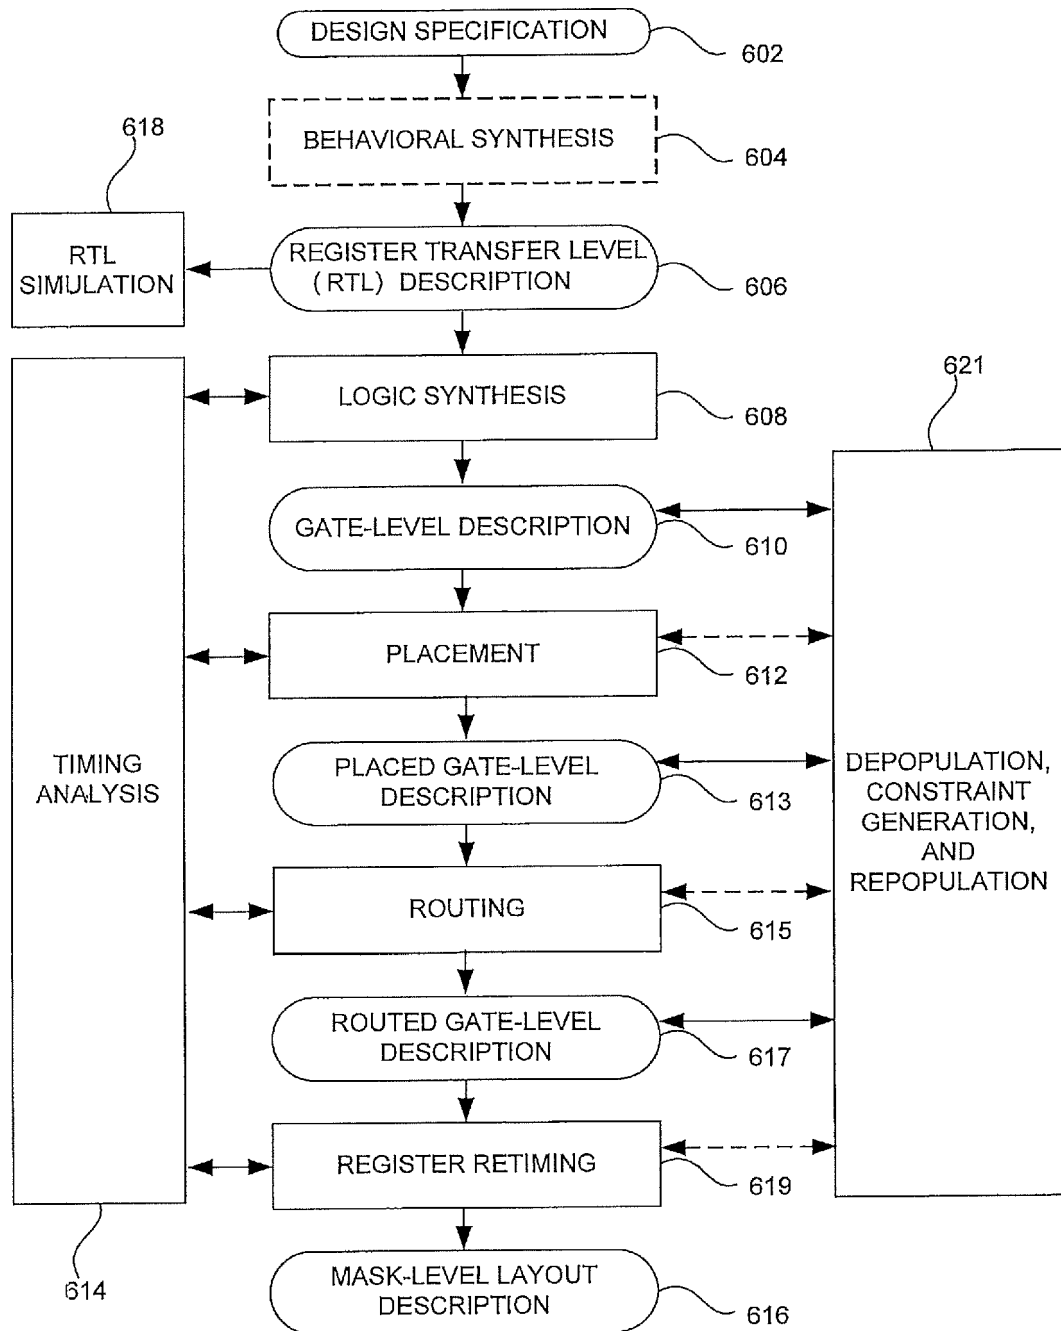 DESIGN SPECIFICATION
602
BEHAVIORAL SYNTHESIS
604
618
RTL
SIMULATION
REGISTER TRANSFER LEVEL
(RTL) DESCRIPTION
606
LOGIC SYNTHESIS
608
621
GATE-LEVEL DESCRIPTION
610
PLACEMENT
612
TIMING
ANALYSIS
PLACED GATE-LEVEL
DESCRIPTION
613
DEPOPULATION,
CONSTRAINT
GENERATION,
AND
REPOPULATION
ROUTING
615
ROUTED GATE-LEVEL
DESCRIPTION
617
REGISTER RETIMING
619
614
MASK-LEVEL LAYOUT
DESCRIPTION
616